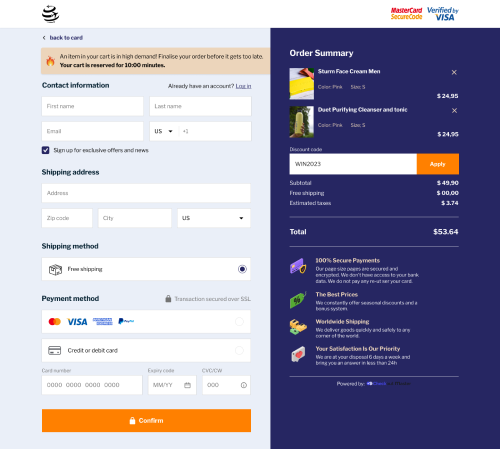 MasterCard
SecureCode
Verified by
VISA
back to card
An item in your cart is in high demand! Finalise your order before it gets too late.
Your cart is reserved for 10:00 minutes.
Contact information
Already have an account? Log in
First name
Last name
Email
US
+1
Sign up for exclusive offers and news
Shipping address
Address
Zip code
City
US
Shipping method
Free shipping
Payment method
Transaction secured over SSL
VISA
PayPal
Credit or debit card
Card number
Expiry code
CVC/CW
0000 0000 0000 0000
MM/YY
000
Confirm
Order Summary
Sturm Face Cream Men
Color: Pink
Size: S
$ 24,95
Duet Purifying Cleanser and tonic
Color: Pink
Size: S
$ 24,95
Discount code
WIN2023
Apply
Subtotal
$ 49,90
Free shipping
$ 00,00
Estimated taxes
$ 3.74
Total
$53.64
100% Secure Payments
Our page size pages are secured and
encrypted. We don't have access to your bank
data. We do not pay any re-ut ser your card.
The Best Prices
We constantly offer seasonal discounts and a
bonus system.
Worldwide Shipping
We deliver goods quickly and safely to any
corner of the world.
Your Satisfaction Is Our Priority
We are at your disposal 6 days a week and
bring you an answer in less than 24h
Powered by: